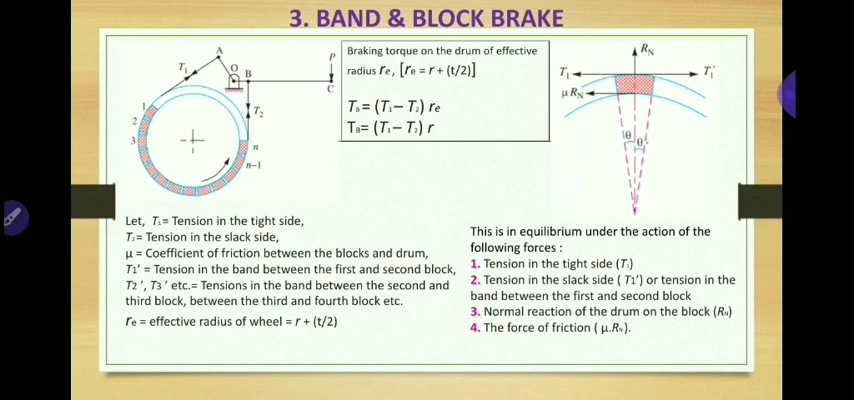 3. BAND & BLOCK BRAKE
A
T₁
O
B
P
C
T₂
1
2
3
n
n–1
Braking torque on the drum of effective
radius re, [re = r + (t/2)]
TB = (T₁– T₂) re
TB= (T₁– T₂) r
RN
T₁
T₁'
μ RN
θ
θ
Let, T₁= Tension in the tight side,
T₂= Tension in the slack side,
μ = Coefficient of friction between the blocks and drum,
T1' = Tension in the band between the first and second block,
T2 ', T3 ' etc.= Tensions in the band between the second and
third block, between the third and fourth block etc.
re = effective radius of wheel = r + (t/2)
This is in equilibrium under the action of the
following forces :
1. Tension in the tight side (T₁)
2. Tension in the slack side ( T1') or tension in the
band between the first and second block
3. Normal reaction of the drum on the block (RN)
4. The force of friction ( μ.RN).